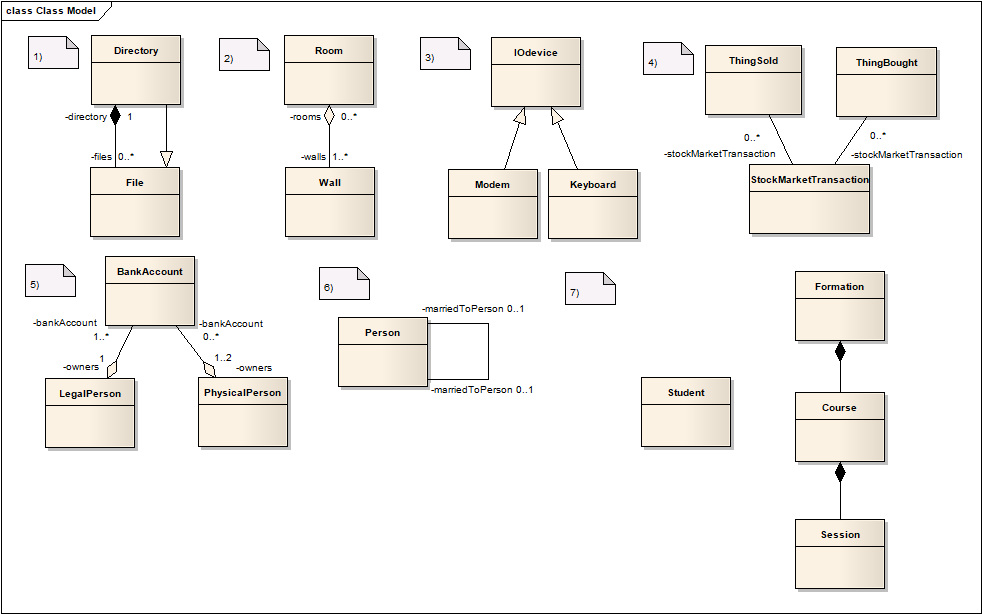 class Class Model
1)
Directory
-directory 1
-files 0..*
File
2)
Room
-rooms 0..*
-walls 1..*
Wall
3)
IOdevice
Modem
Keyboard
4)
ThingSold
ThingBought
0..*
-stockMarketTransaction
0..*
-stockMarketTransaction
StockMarketTransaction
5)
BankAccount
-bankAccount
1..*
-bankAccount
0..*
1
-owners
1..2
-owners
LegalPerson
PhysicalPerson
6)
-marriedToPerson 0..1
Person
-marriedToPerson 0..1
7)
Student
Formation
Course
Session